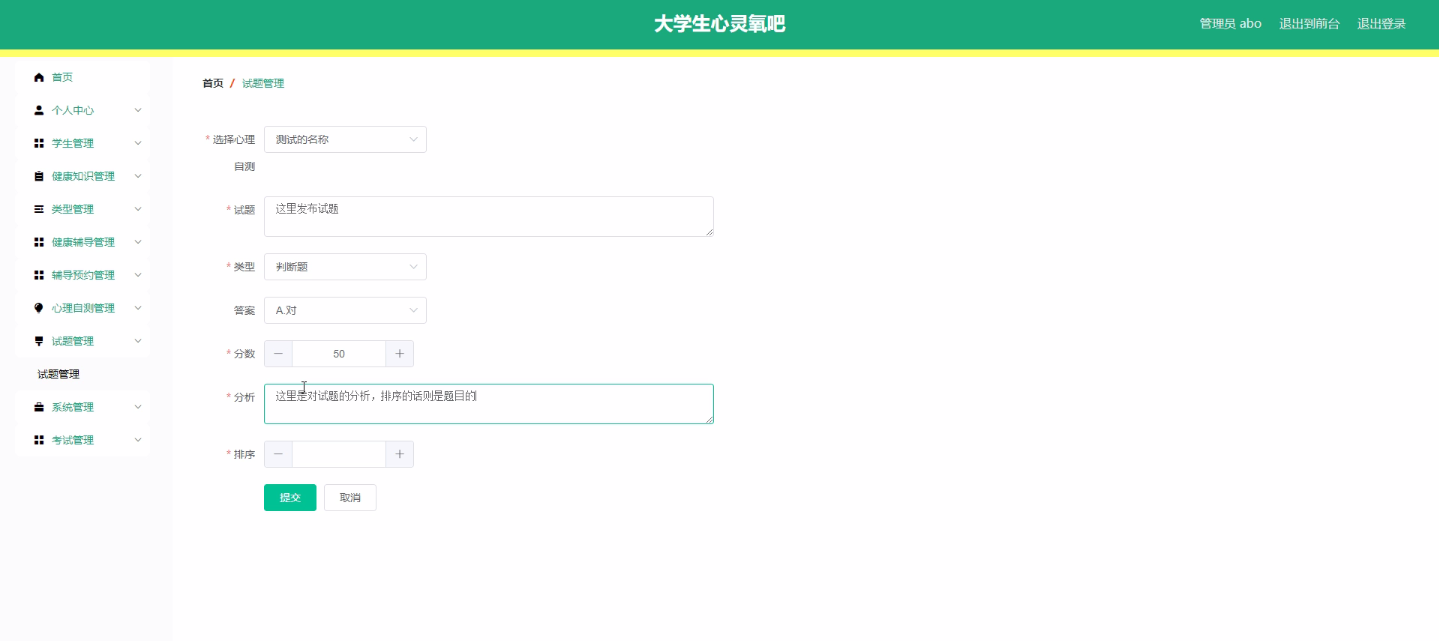 大学生心灵氧吧
管理员 abo 退出到前台 退出登录
首页
个人中心
学生管理
健康知识管理
类型管理
健康辅导管理
辅导预约管理
心理自测管理
试题管理
试题管理
系统管理
考试管理
首页 / 试题管理
* 选择心理 测试的名称
自测
* 试题 这里发布试题
* 类型 判断题
答案 A.对
* 分数 50
* 分析 这里是对试题的分析，排序的话则是题目的
* 排序
提交 取消